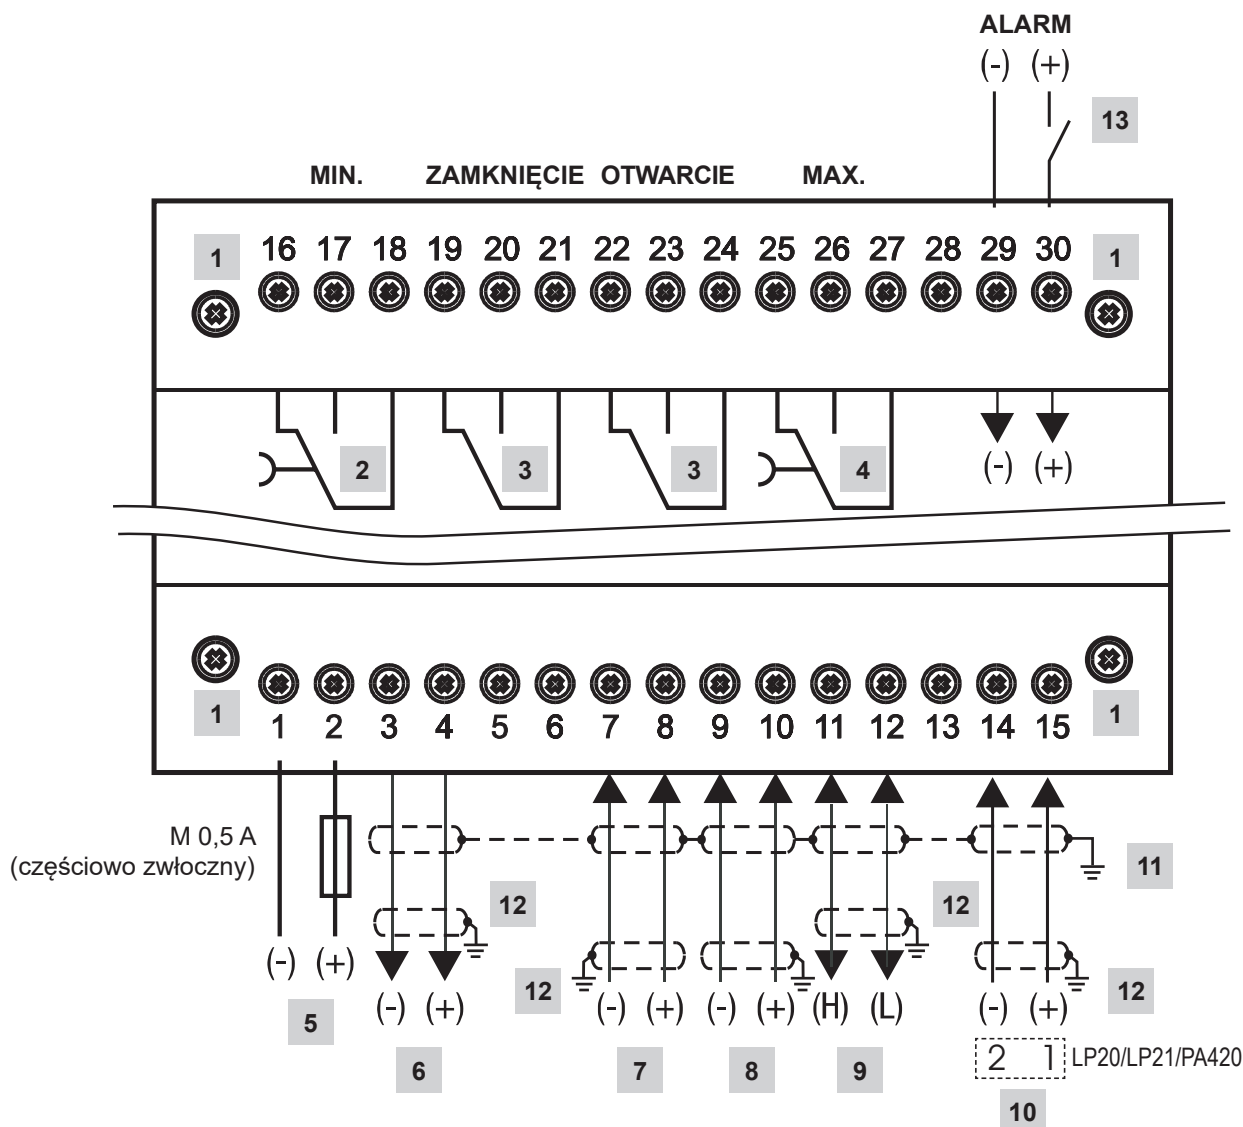 ALARM
(-) (+)
13
MIN. ZAMKNIĘCIE OTWARCIE MAX.
1 16 17 18 19 20 21 22 23 24 25 26 27 28 29 30 1
2 3 3 4
(-) (+)
1 1 2 3 4 5 6 7 8 9 10 11 12 13 14 15 1
M 0,5 A
(częściowo zwłoczny)
11
12 12
(-) (+) 12 12
(-) (+) (-) (+) (-) (+) (H) (L) (-) (+)
5
2 1 LP20/LP21/PA420
6 7 8 9
10